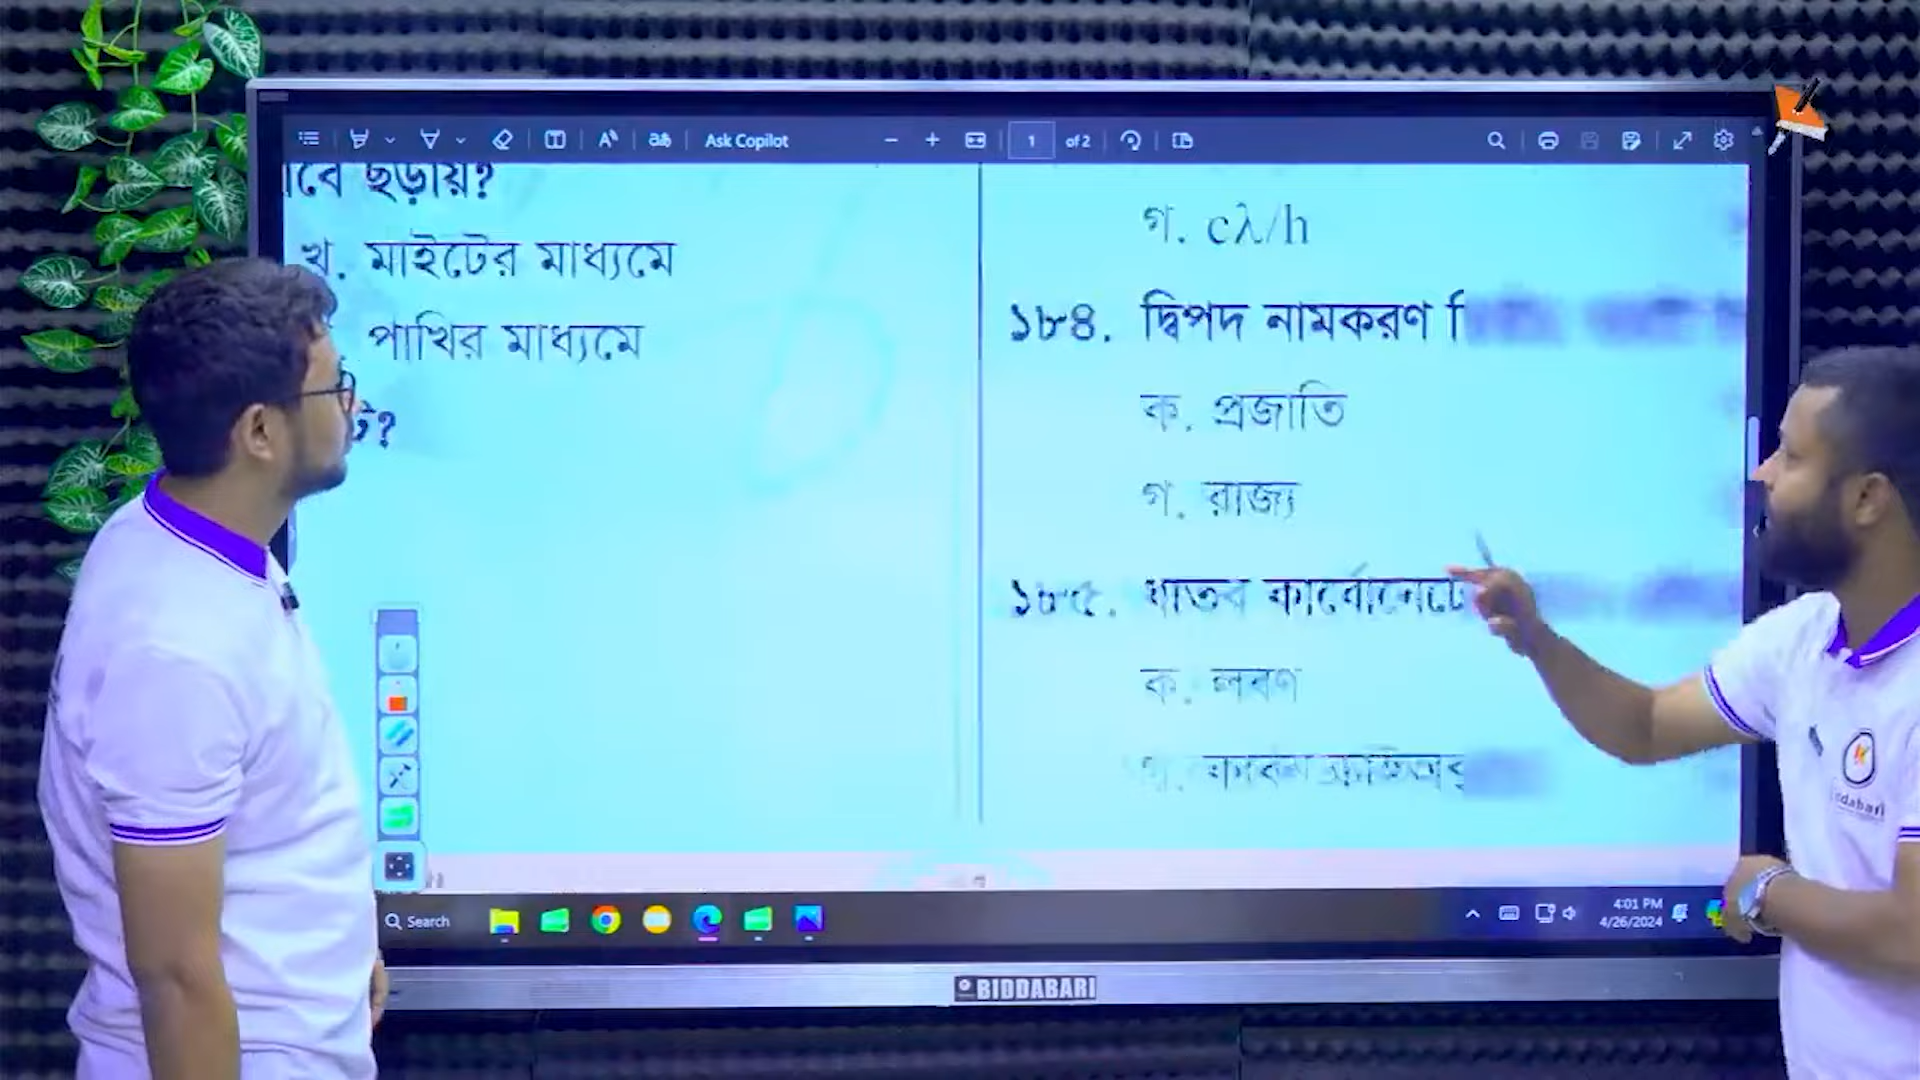 Ask Copilot
1 of 2
ছড়ায়?
খ. মাইটের মাধ্যমে
পাখির মাধ্যমে
গ. cλ/h
১৮৪. দ্বিপদ নামকরণ
ক. প্রজাতি
গ. রাজ্য
১৮৫. ধাতব কার্বোনেটে
ক. লবণ
Search
4:01 PM
4/26/2024
BIDDABARI